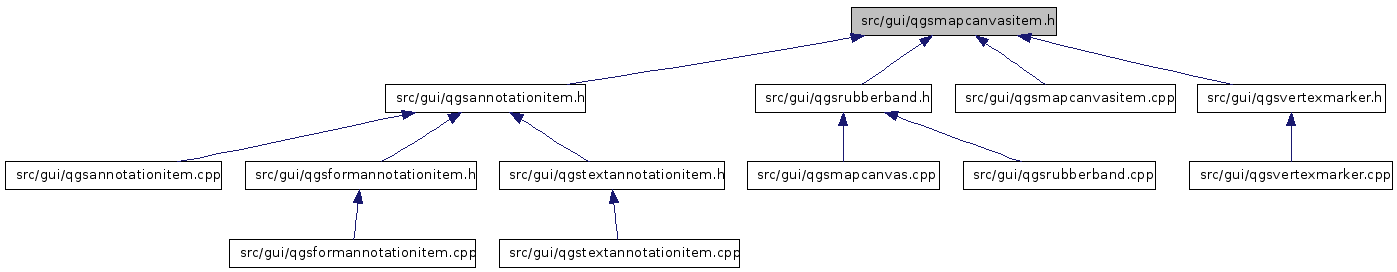 src/gui/qgsmapcanvasitem.h
src/gui/qgsannotationitem.h
src/gui/qgsrubberband.h
src/gui/qgsmapcanvasitem.cpp
src/gui/qgsvertexmarker.h
src/gui/qgsannotationitem.cpp
src/gui/qgsformannotationitem.h
src/gui/qgstextannotationitem.h
src/gui/qgsmapcanvas.cpp
src/gui/qgsrubberband.cpp
src/gui/qgsvertexmarker.cpp
src/gui/qgsformannotationitem.cpp
src/gui/qgstextannotationitem.cpp